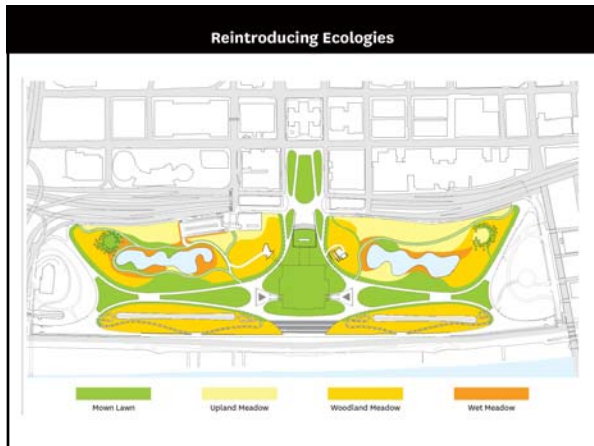 Reintroducing Ecologies
Mown Lawn
Upland Meadow
Woodland Meadow
Wet Meadow